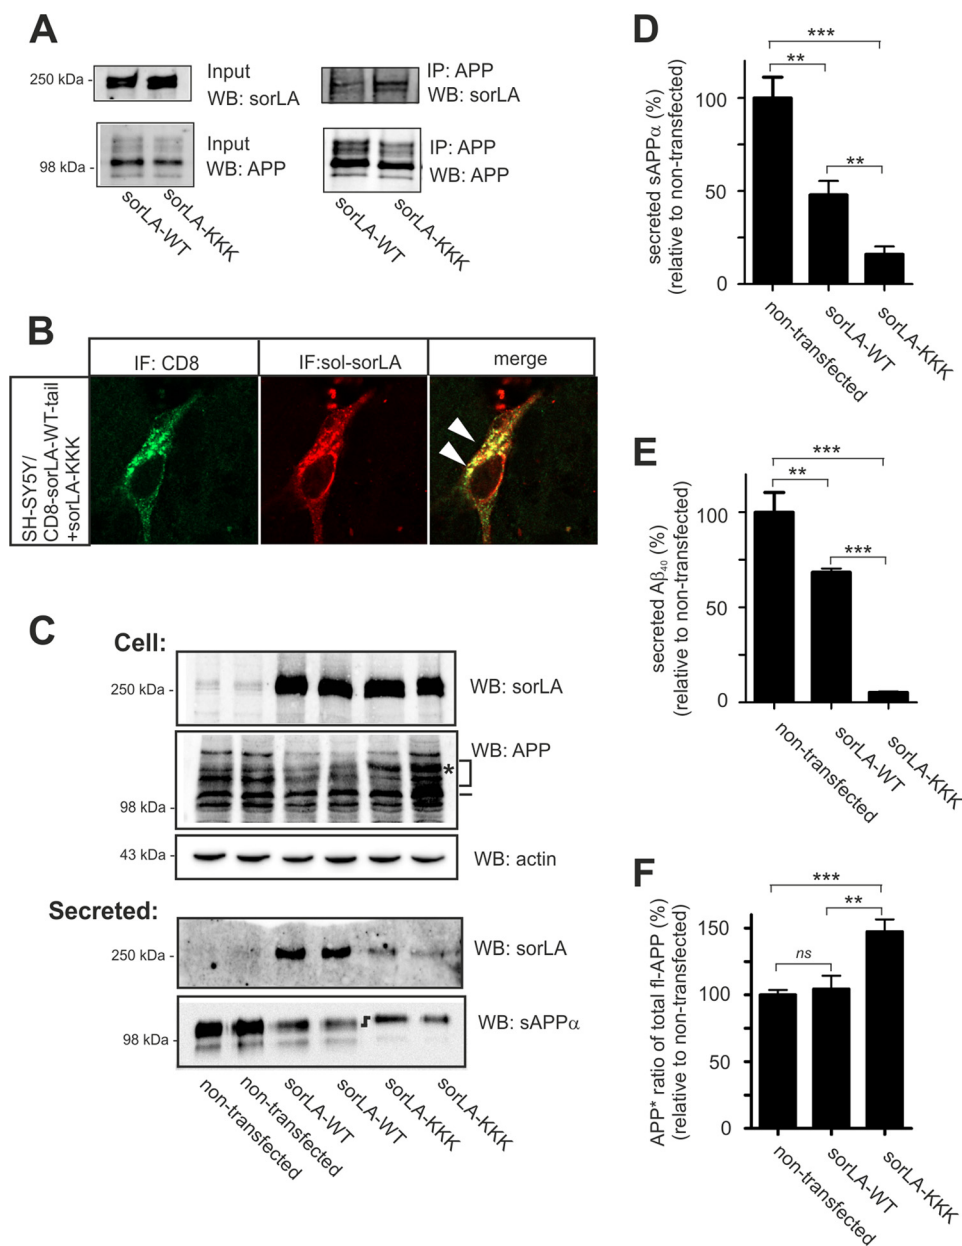 A
250 kDa -
Input
WB: sorLA
IP: APP
WB: sorLA
98 kDa -
Input
WB: APP
IP: APP
WB: APP
sorLA-WT
sorLA-KKK
sorLA-WT
sorLA-KKK
B
IF: CD8
IF:sol-sorLA
merge
SH-SY5Y/
CD8-sorLA-WT-tail
+sorLA-KKK
C
Cell:
250 kDa -
WB: sorLA
WB: APP
*
98 kDa -
43 kDa -
WB: actin
Secreted:
250 kDa -
WB: sorLA
WB: sAPPα
98 kDa -
non-transfected
non-transfected
sorLA-WT
sorLA-WT
sorLA-KKK
sorLA-KKK
D
secreted sAPPα (%)
(relative to non-transfected)
***
**
**
100
50
0
non-transfected
sorLA-WT
sorLA-KKK
E
secreted Aβ₄₀ (%)
(relative to non-transfected)
***
**
***
100
50
0
non-transfected
sorLA-WT
sorLA-KKK
F
APP* ratio of total fl-APP (%)
(relative to non-transfected)
***
**
ns
150
100
50
0
non-transfected
sorLA-WT
sorLA-KKK